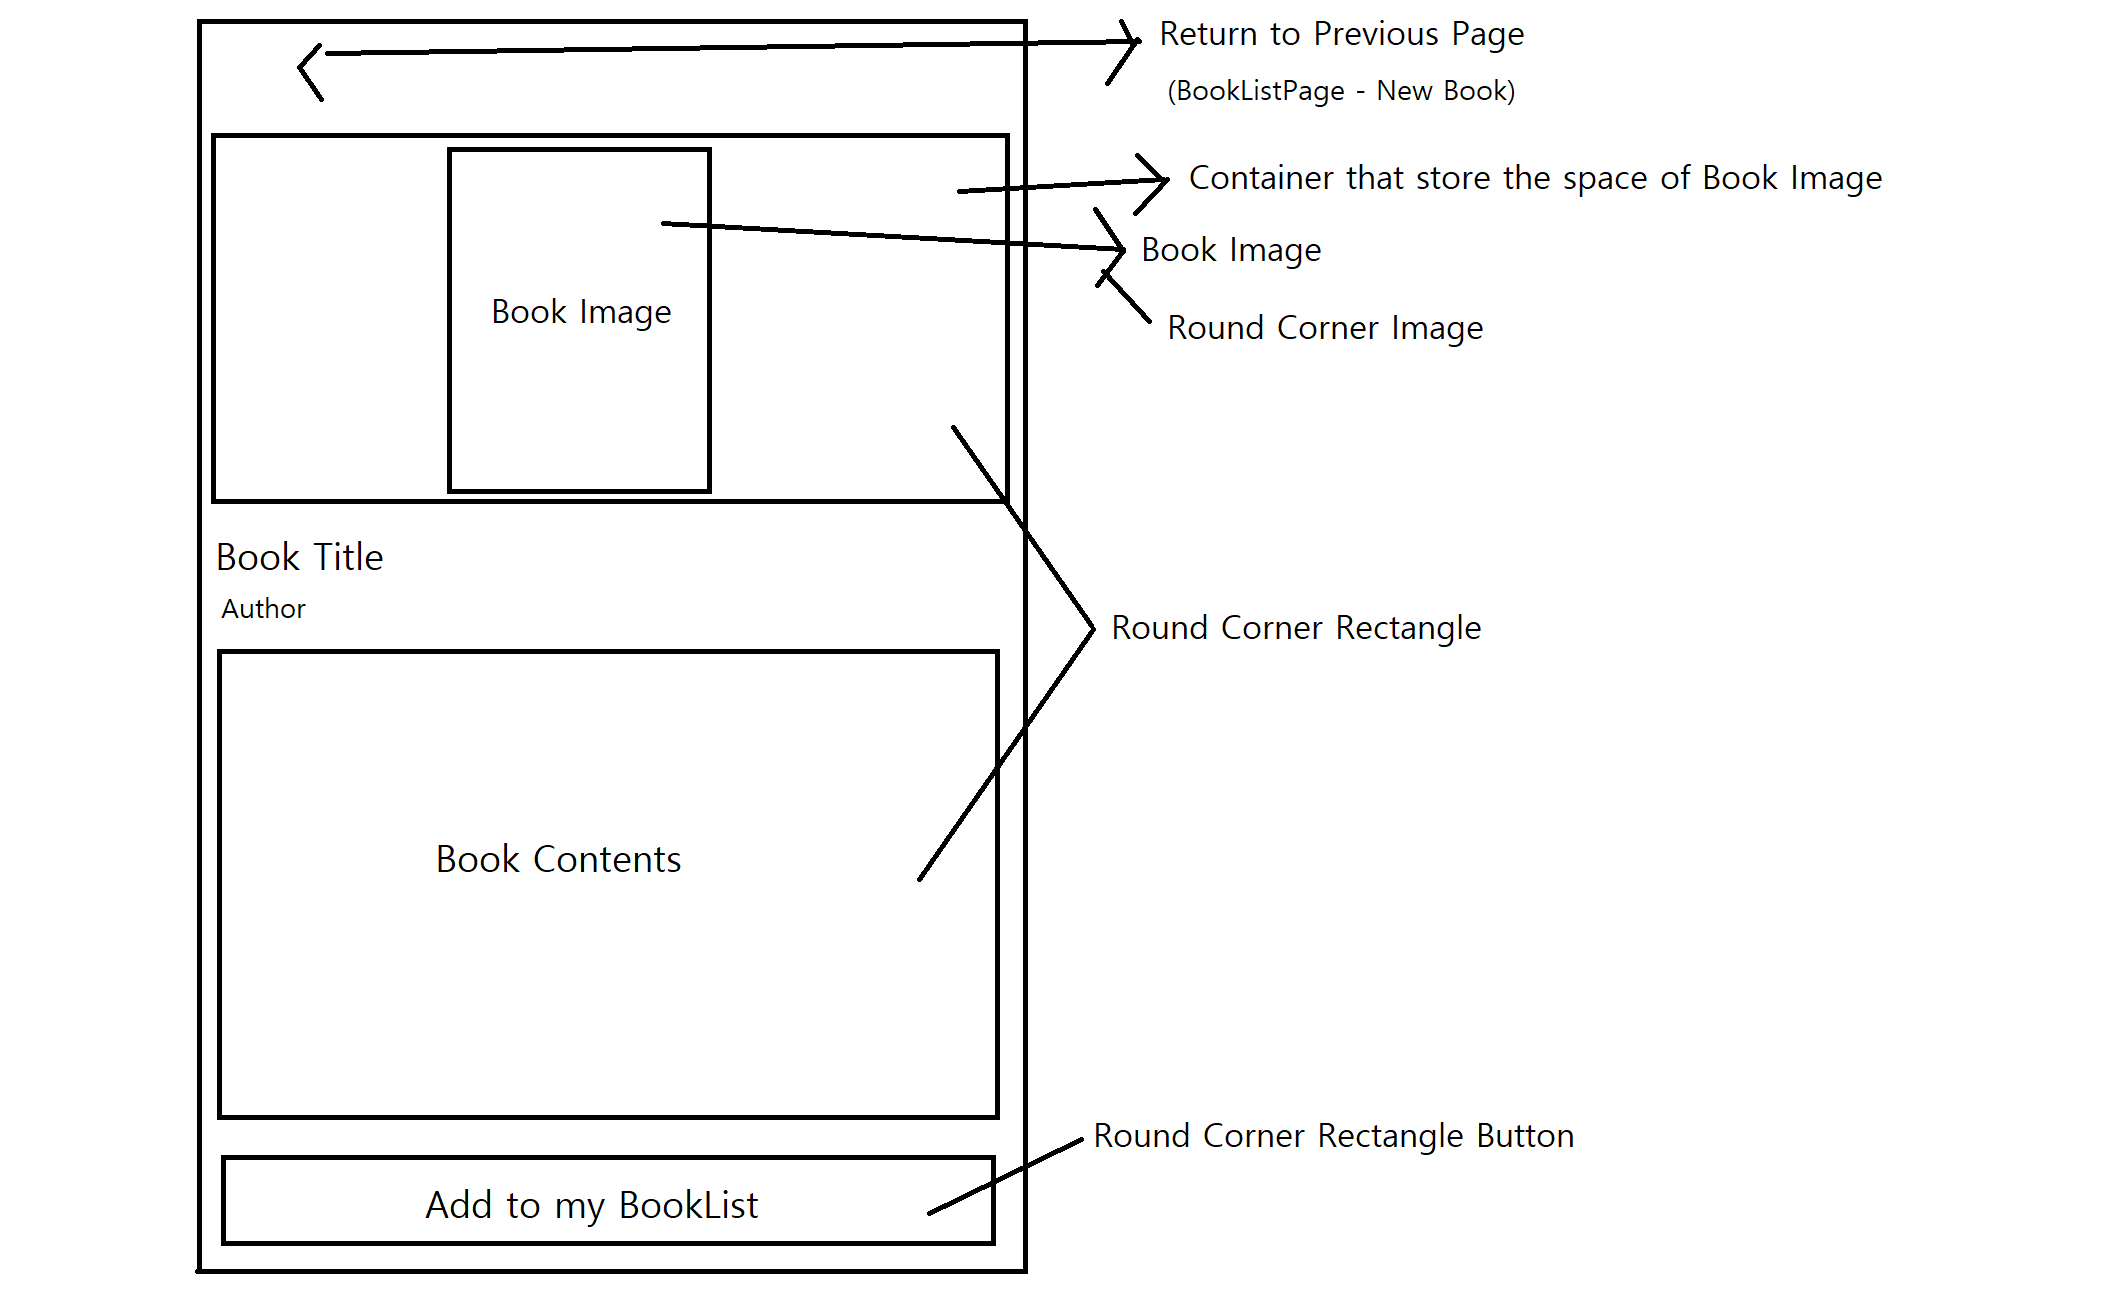 Return to Previous Page
(BookListPage - New Book)
Container that store the space of Book Image
Book Image
Book Image
Round Corner Image
Book Title
Author
Round Corner Rectangle
Book Contents
Round Corner Rectangle Button
Add to my BookList